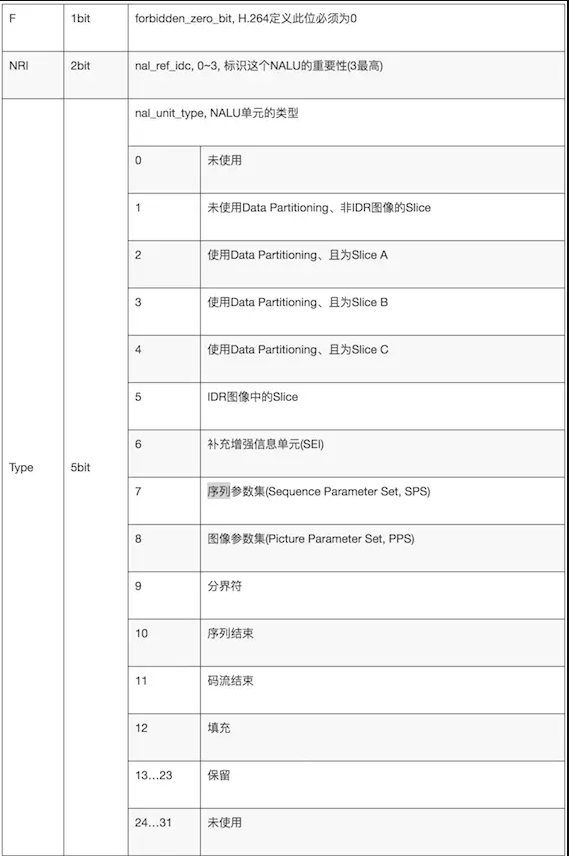 F 1bit forbidden_zero_bit, H.264定义此位必须为0
NRI 2bit nal_ref_idc, 0~3, 标识这个NALU的重要性(3最高)
nal_unit_type, NALU单元的类型
0 未使用
1 未使用Data Partitioning、非IDR图像的Slice
2 使用Data Partitioning、且为Slice A
3 使用Data Partitioning、且为Slice B
4 使用Data Partitioning、且为Slice C
5 IDR图像中的Slice
6 补充增强信息单元(SEI)
Type 5bit
7 序列参数集(Sequence Parameter Set, SPS)
8 图像参数集(Picture Parameter Set, PPS)
9 分界符
10 序列结束
11 码流结束
12 填充
13…23 保留
24…31 未使用